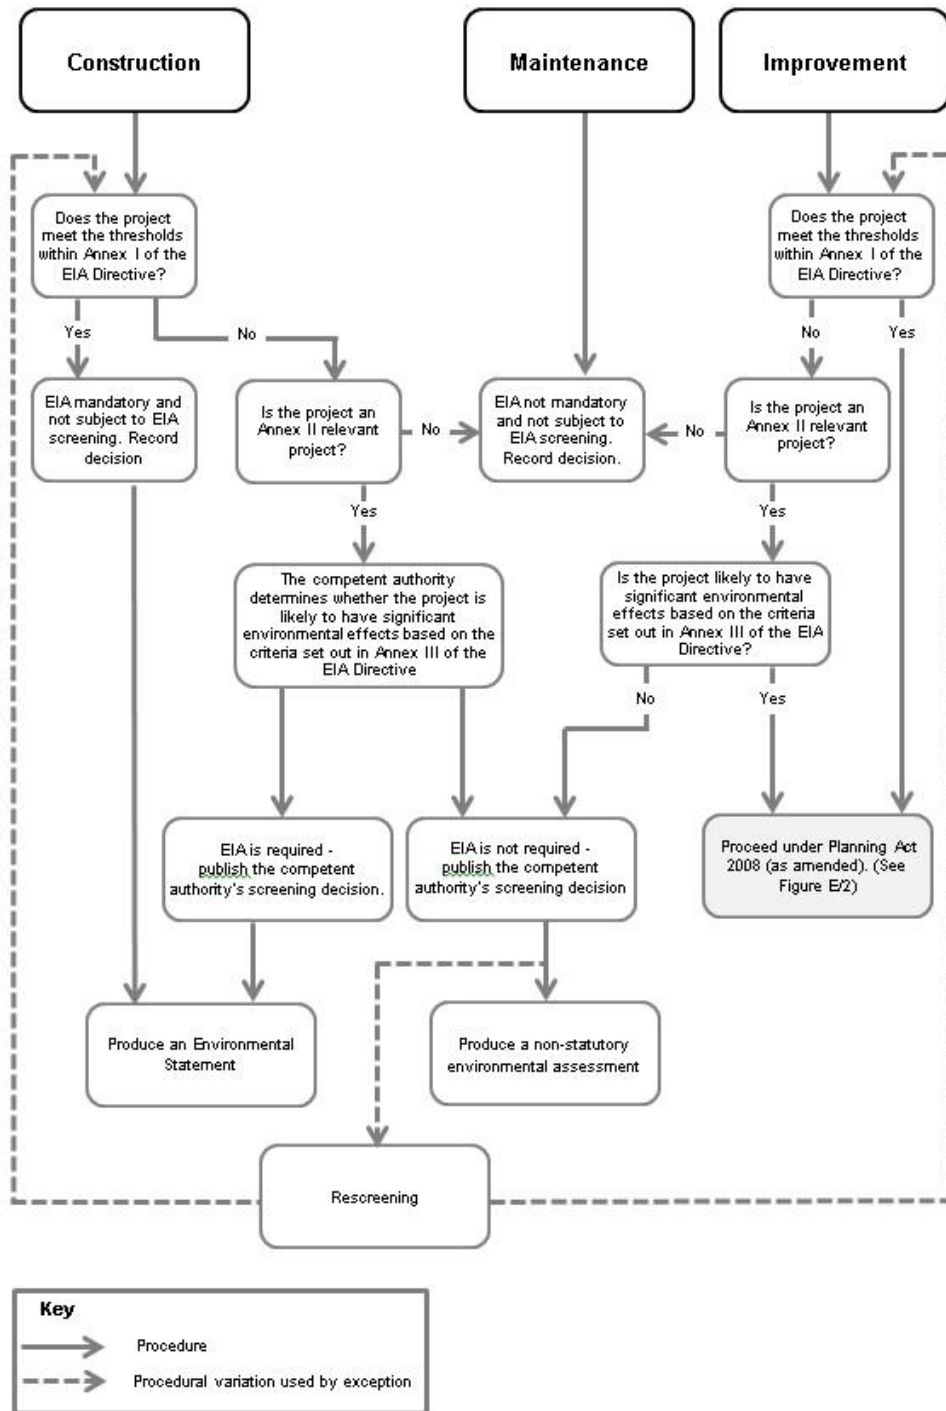 Construction
Maintenance
Improvement
Does the project
meet the thresholds
within Annex I of the
EIA Directive?
Does the project
meet the thresholds
within Annex I of the
EIA Directive?
Yes
No
No
Yes
EIA mandatory and
not subject to EIA
screening. Record
decision
Is the project an
Annex II relevant
project?
No
EIA not mandatory
and not subject to
EIA screening.
Record decision.
No
Is the project an
Annex II relevant
project?
Yes
Yes
The competent authority
determines whether the project is
likely to have significant
environmental effects based on the
criteria set out in Annex III of the
EIA Directive
Is the project likely to have
significant environmental
effects based on the criteria
set out in Annex III of the EIA
Directive?
No
Yes
EIA is required -
publish the competent
authority's screening decision.
EIA is not required -
publish the competent
authority's screening decision
Proceed under Planning Act
2008 (as amended). (See
Figure E/2)
Produce an Environmental
Statement
Produce a non-statutory
environmental assessment
Rescreening
Key
Procedure
Procedural variation used by exception